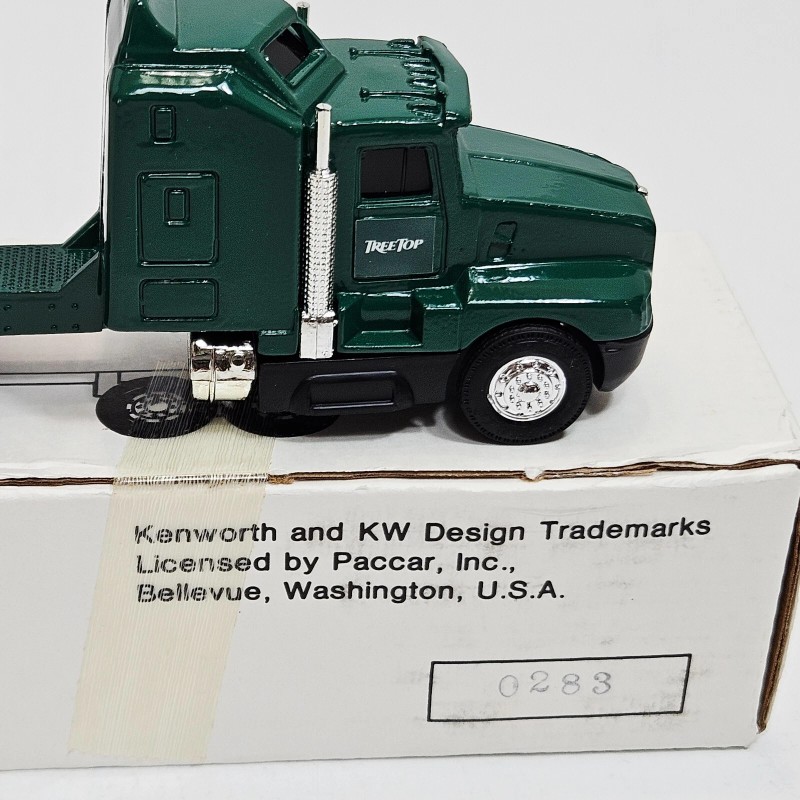 TREETOP
Kenworth and KW Design Trademarks
Licensed by Paccar, Inc.,
Bellevue, Washington, U.S.A.
0283